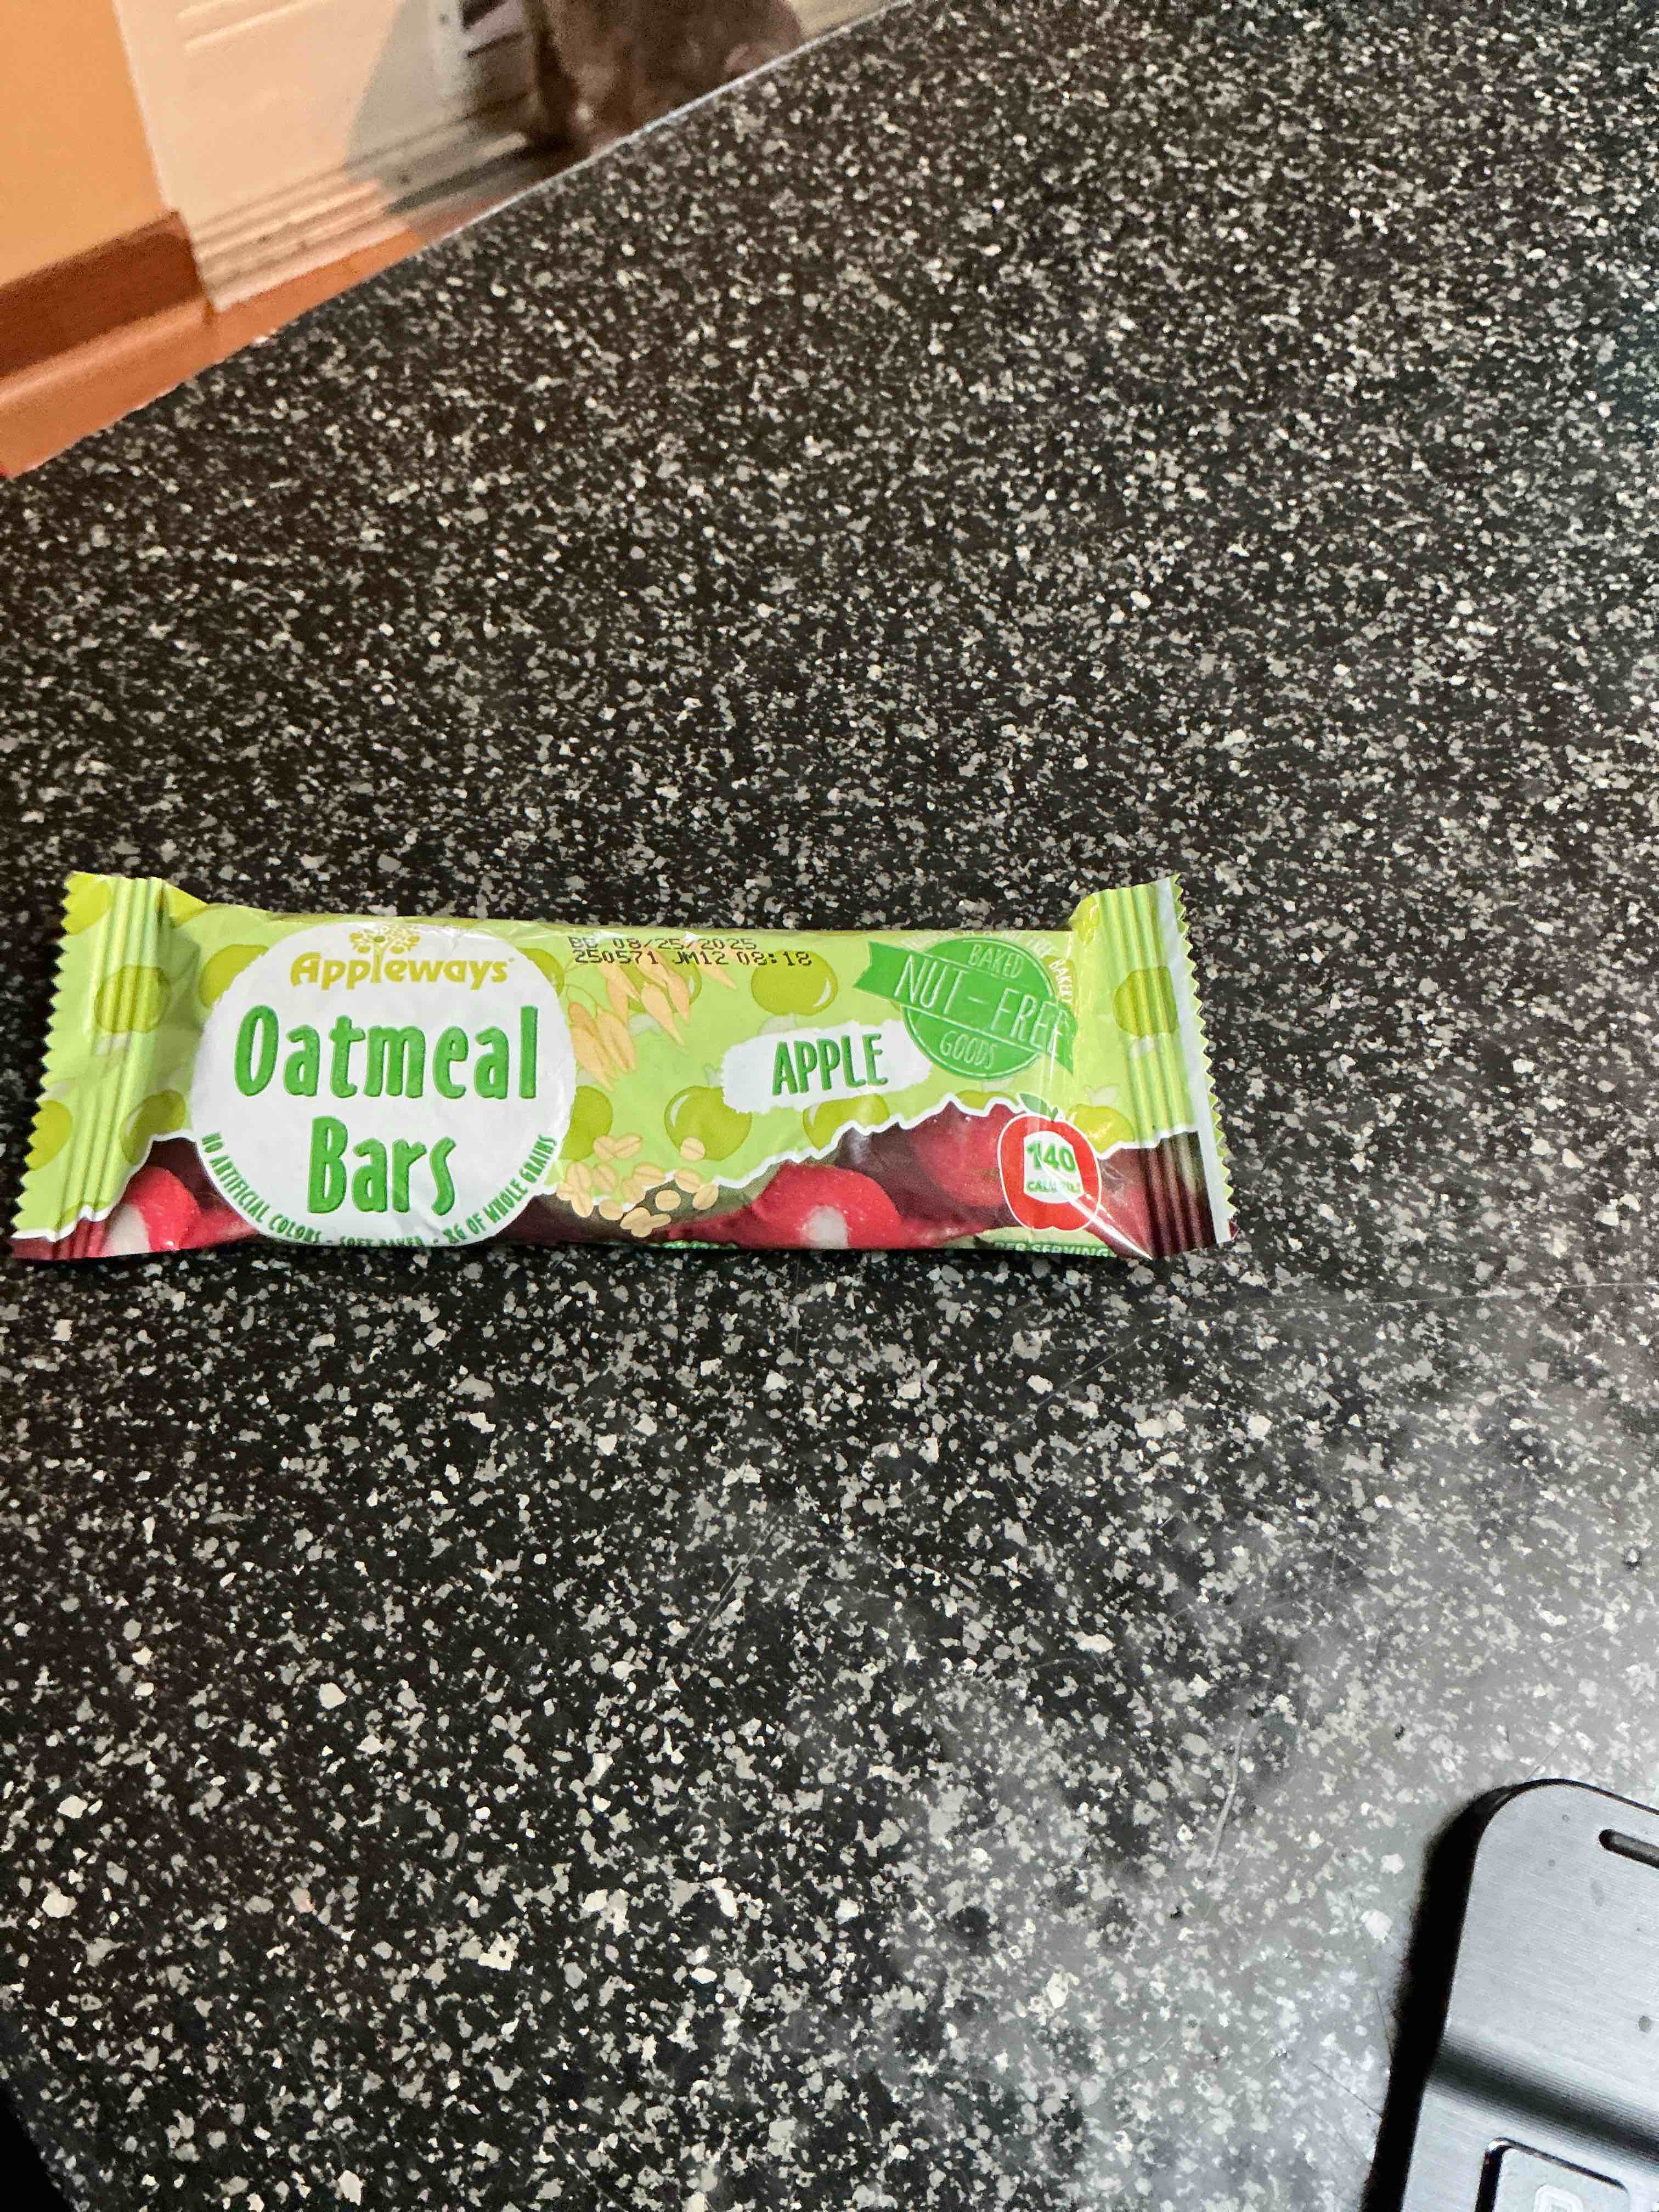 Appleways
Oatmeal
Bars
NO ARTIFICIAL COLORS - SOFT BAKED - 8G OF WHOLE GRAINS
BB 08/25/2025
250571 JM12 08:18
APPLE
BAKED
NUT-FREE
GOODS
BAKERY
140
CALORIES
PER SERVING